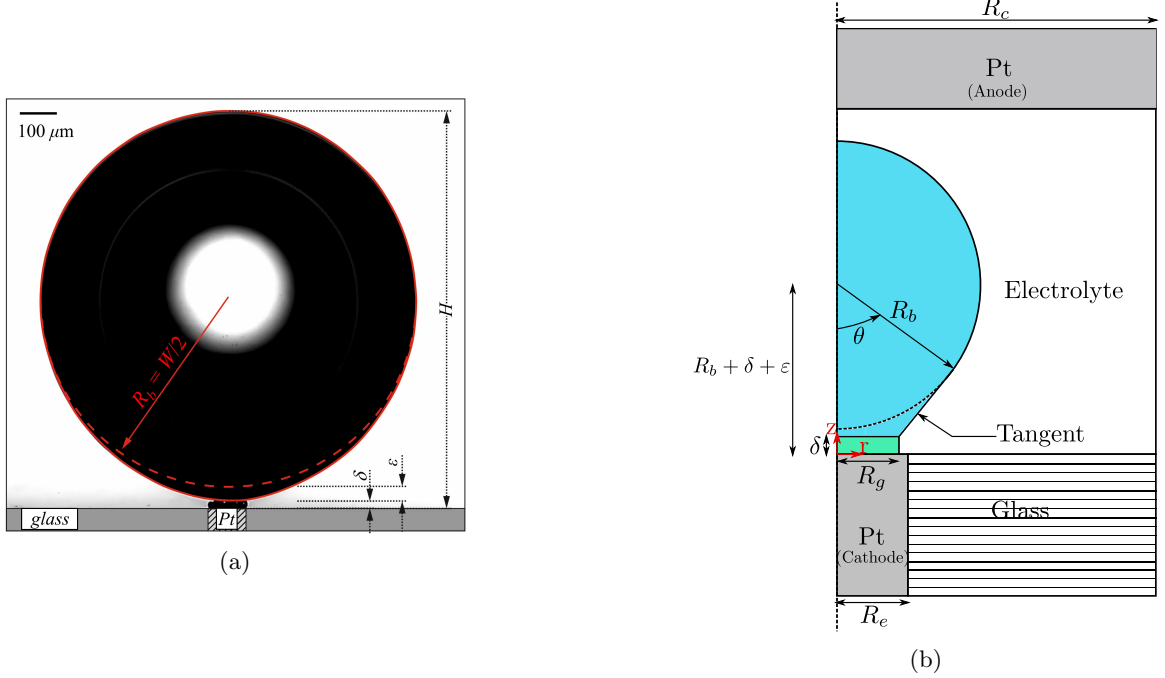 100 μm
H
R_b = W/2
ε
δ
glass
Pt
(a)
R_c
Pt
(Anode)
Electrolyte
R_b
θ
R_b + δ + ε
z
δ
r
Tangent
R_g
Glass
Pt
(Cathode)
R_e
(b)